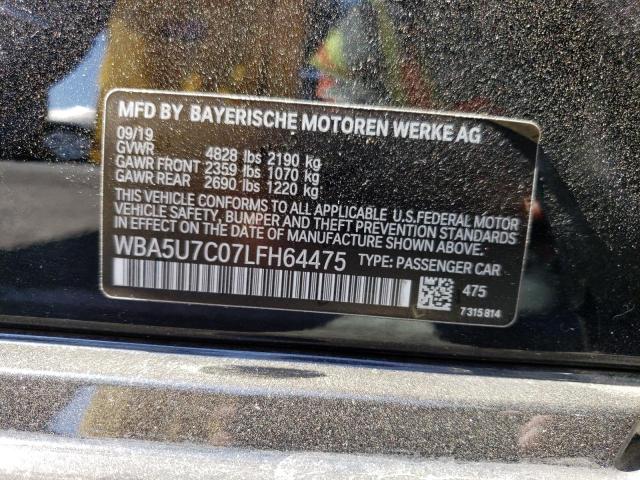 MFD BY BAYERISCHE MOTOREN WERKE AG
09/19
GVWR 4828 lbs 2190 kg
GAWR FRONT 2359 lbs 1070 kg
GAWR REAR 2690 lbs 1220 kg
THIS VEHICLE CONFORMS TO ALL APPLICABLE U.S.FEDERAL MOTOR
VEHICLE SAFETY, BUMPER, AND THEFT PREVENTION STANDARDS
IN EFFECT ON THE DATE OF MANUFACTURE SHOWN ABOVE.
WBA5U7C07LFH64475 TYPE: PASSENGER CAR
475
7315814